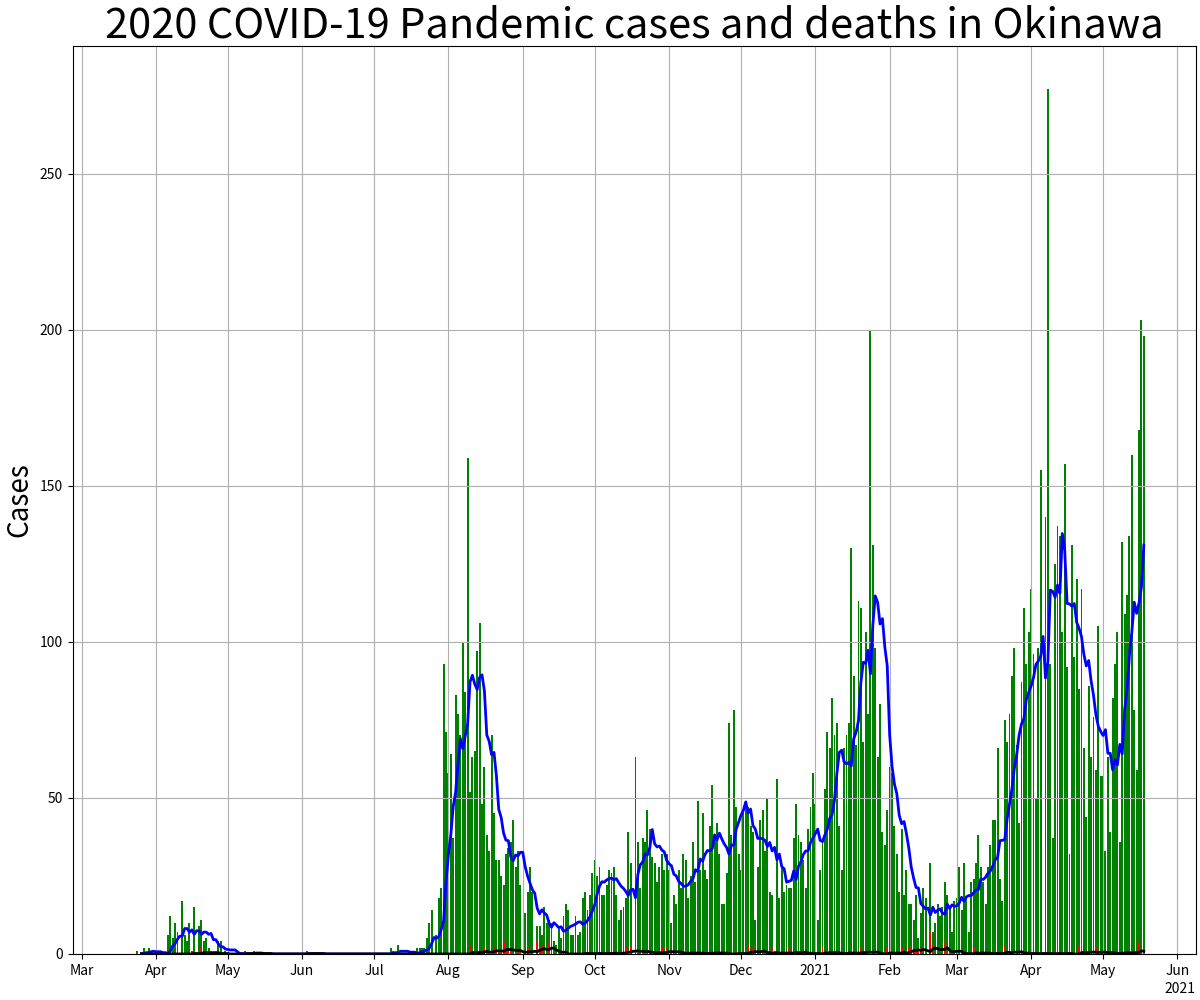 2020 COVID-19 Pandemic cases and deaths in Okinawa
Cases
250
200
150
100
50
0
Mar Apr May Jun Jul Aug Sep Oct Nov Dec 2021 Feb Mar Apr May Jun
2021